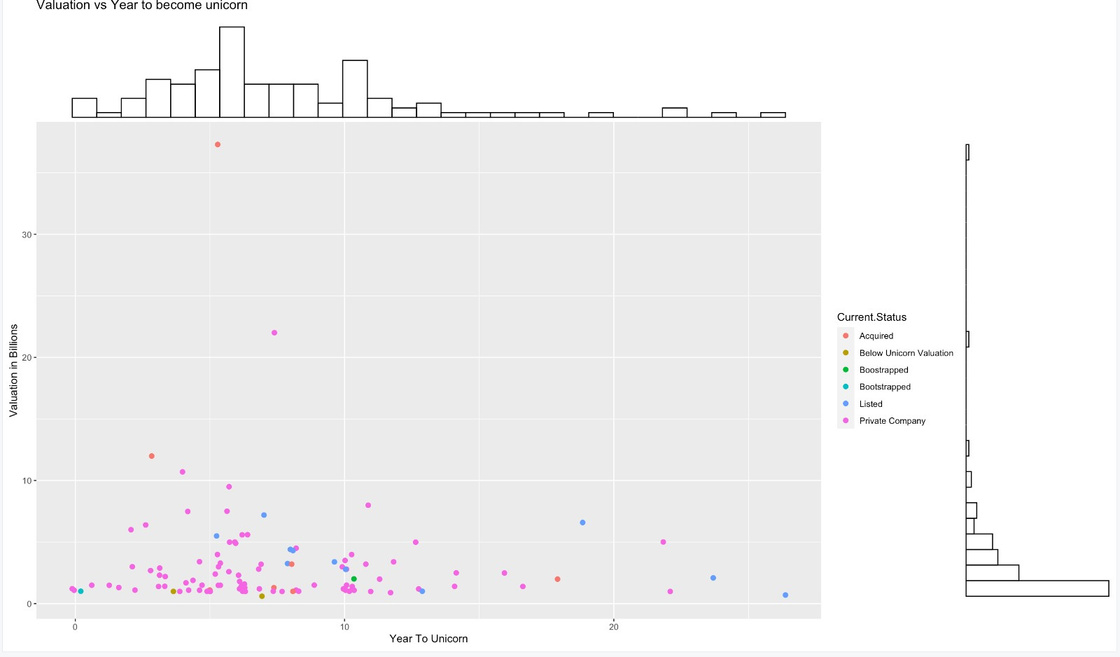 Valuation vs Year to become unicorn
Valuation in Billions
30
20
10
0
0
10
20
Year To Unicorn
Current.Status
Acquired
Below Unicorn Valuation
Boostrapped
Bootstrapped
Listed
Private Company